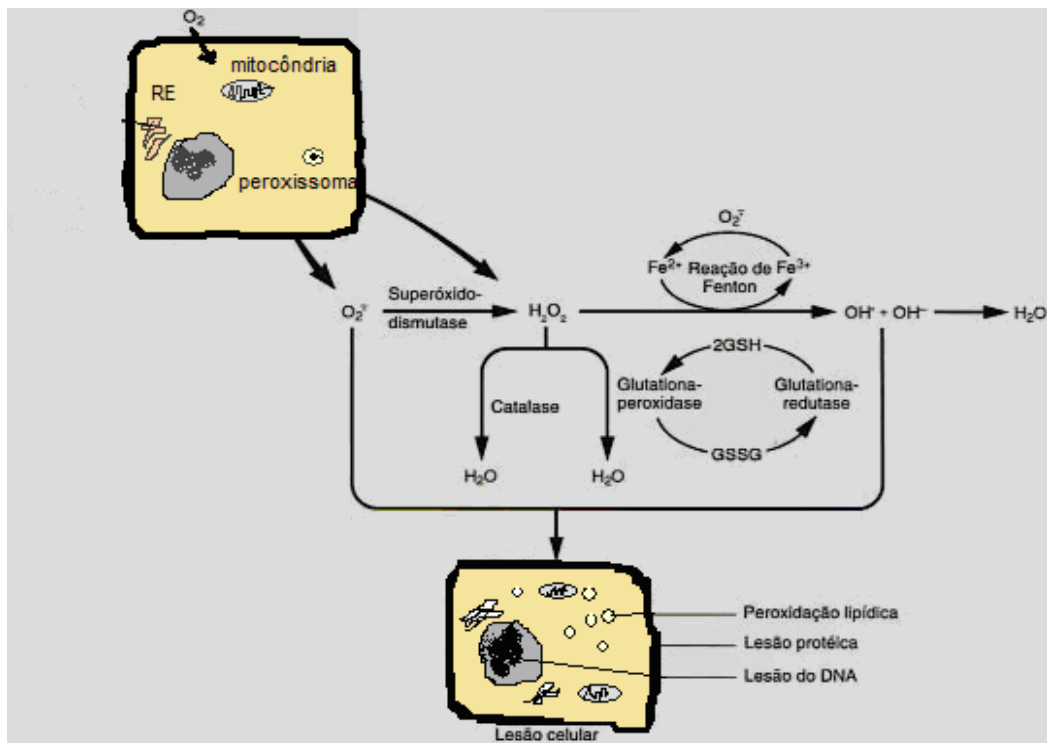 O₂
mitocôndria
RE
peroxissoma
O₂⁻̇
Fe²⁺ Reação de Fe³⁺
Fenton
Superóxido-
dismutase
O₂⁻̇
H₂O₂
OH• + OH⁻
H₂O
2GSH
Glutationa-
peroxidase
Glutationa-
redutase
Catalase
GSSG
H₂O
H₂O
Peroxidação lipídica
Lesão protéica
Lesão do DNA
Lesão celular